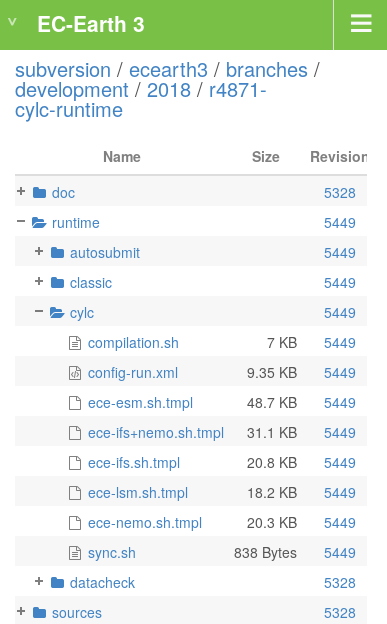 EC-Earth 3
subversion / ecearth3 / branches /
development / 2018 / r4871-
cylc-runtime
Name Size Revision
doc 5328
runtime 5449
autosubmit 5449
classic 5449
cylc 5449
compilation.sh 7 KB 5449
config-run.xml 9.35 KB 5449
ece-esm.sh.tmpl 48.7 KB 5449
ece-ifs+nemo.sh.tmpl 31.1 KB 5449
ece-ifs.sh.tmpl 20.8 KB 5449
ece-lsm.sh.tmpl 18.2 KB 5449
ece-nemo.sh.tmpl 20.3 KB 5449
sync.sh 838 Bytes 5449
datacheck 5328
sources 5328